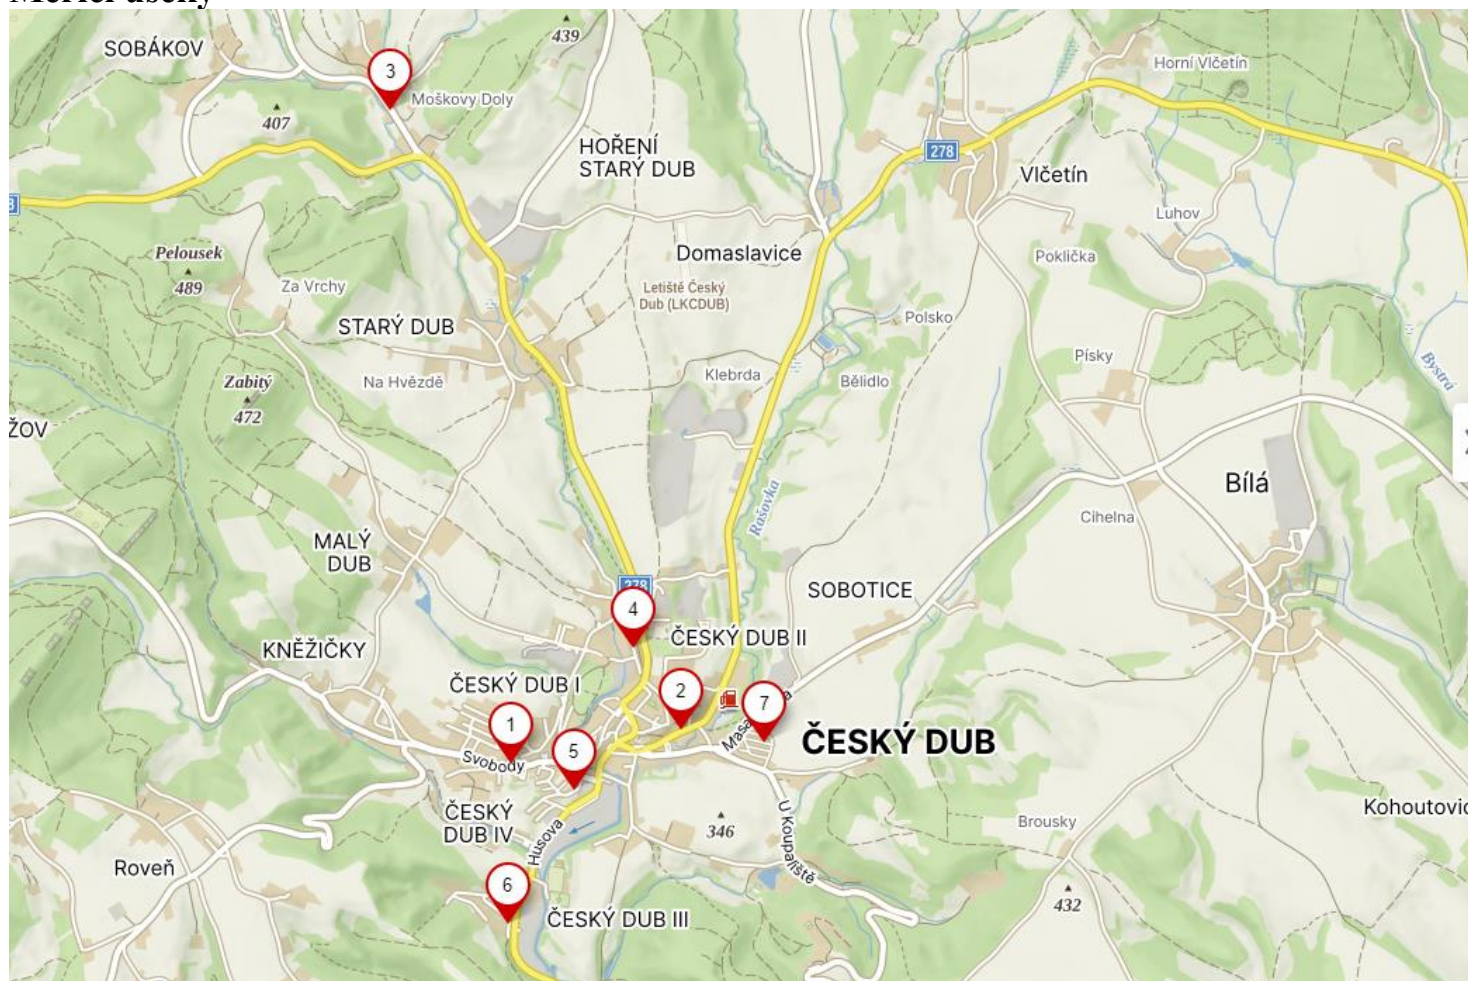 Měřící úseky
439
SOBÁKOV
Horní Vlčetín
3
Moškovy Doly
407
HOŘENÍ
STARÝ DUB
278
Vlčetín
Luhov
Pelousek
489
Domaslavice
Poklička
Za Vrchy
Letiště Český
Dub (LKCDUB)
STARÝ DUB
Polsko
Písky
Bystrá
Zabitý
472
Na Hvězdě
Klebrda
Bělidlo
ŽOV
Bílá
Rašovka
Cihelna
MALÝ
DUB
278
SOBOTICE
4
ČESKÝ DUB II
KNĚŽIČKY
ČESKÝ DUB I
2
7
1
Svobody
5
ČESKÝ DUB
ČESKÝ
DUB IV
Husova
346
U Koupaliště
Brousky
Kohoutovic
Roveň
6
432
ČESKÝ DUB III